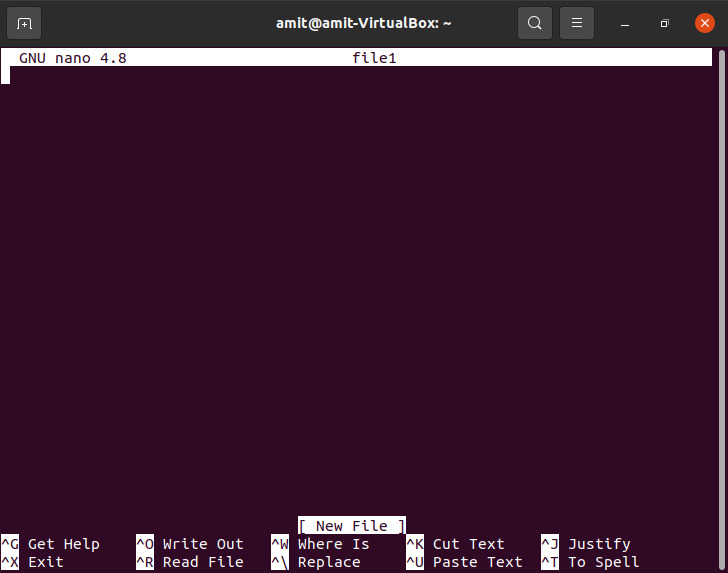 amit@amit-VirtualBox: ~
GNU nano 4.8 file1
[ New File ]
^G Get Help ^O Write Out ^W Where Is ^K Cut Text ^J Justify
^X Exit ^R Read File ^\ Replace ^U Paste Text ^T To Spell